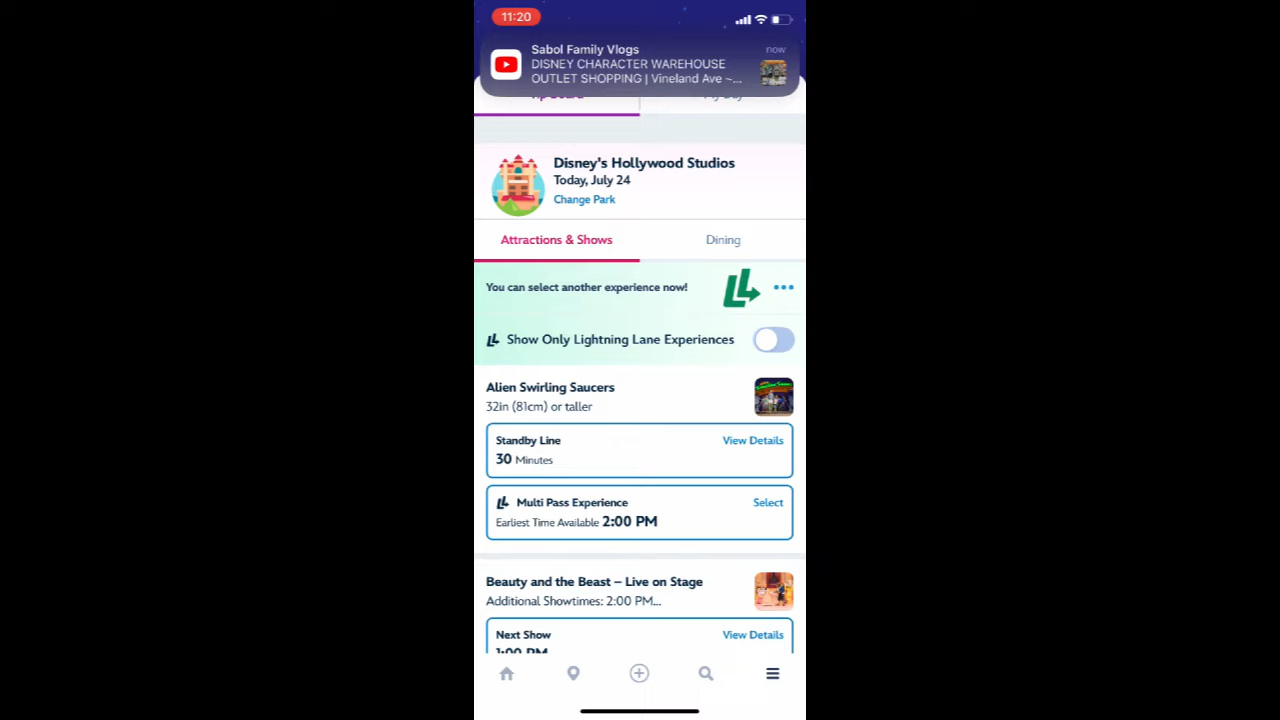 11:20
Sabol Family Vlogs
now
DISNEY CHARACTER WAREHOUSE
OUTLET SHOPPING | Vineland Ave ~...
Disney's Hollywood Studios
Today, July 24
Change Park
Attractions & Shows
Dining
You can select another experience now!
Show Only Lightning Lane Experiences
Alien Swirling Saucers
32in (81cm) or taller
Standby Line
View Details
30 Minutes
Multi Pass Experience
Select
Earliest Time Available 2:00 PM
Beauty and the Beast – Live on Stage
Additional Showtimes: 2:00 PM...
Next Show
View Details
1:00 PM